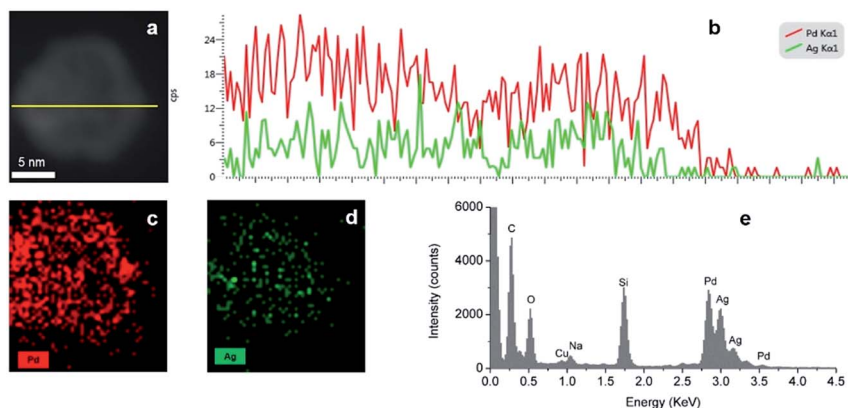 a
5 nm
24
18
12
6
0
cps
b
Pd Kα1
Ag Kα1
c
Pd
d
Ag
e
6000
4000
2000
0
Intensity (counts)
C
O
Cu
Na
Si
Pd
Ag
Ag
Pd
0.0 0.5 1.0 1.5 2.0 2.5 3.0 3.5 4.0 4.5
Energy (KeV)